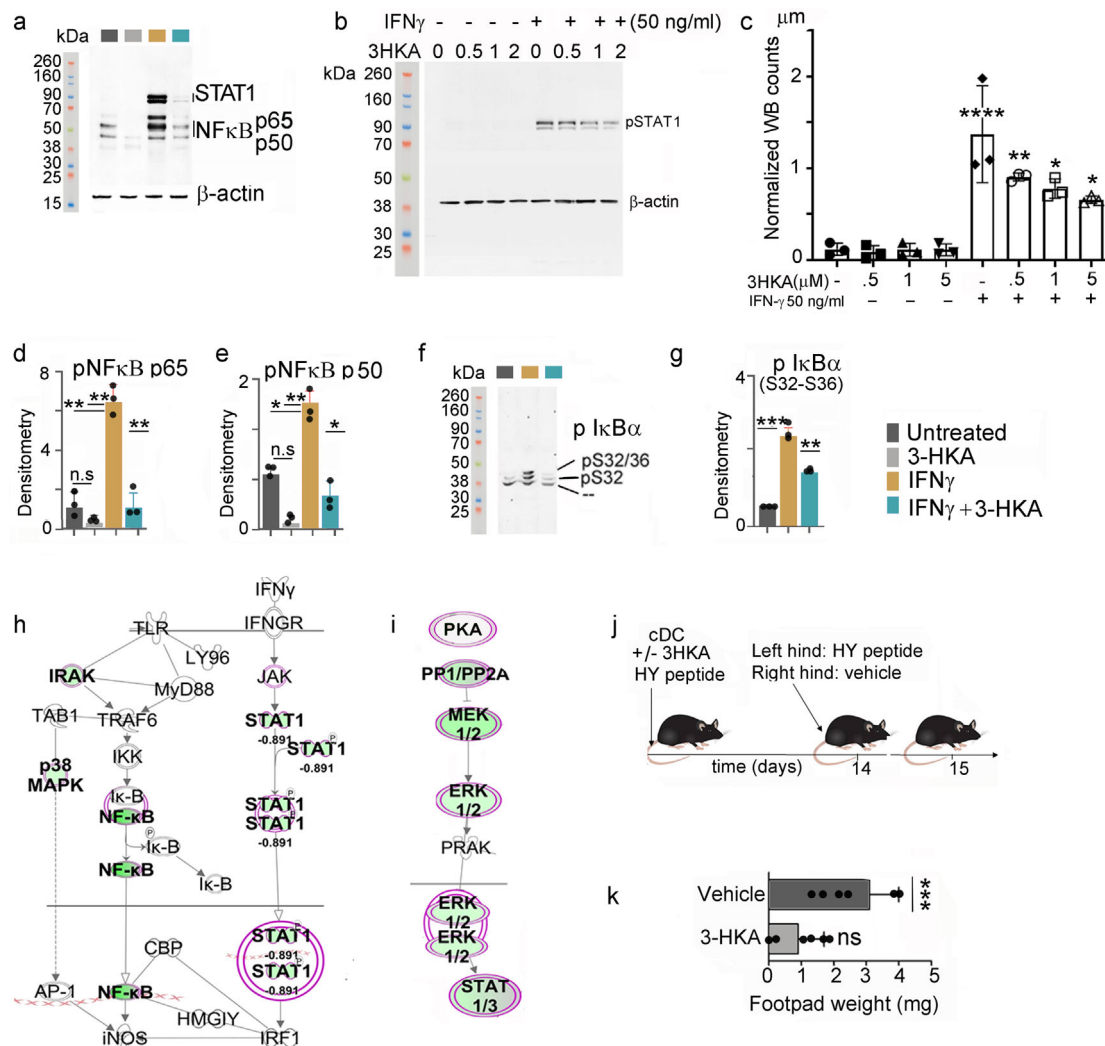 a
kDa
260
160
90
70
50
38
30
25
15
STAT1
NFκB p65
p50
β-actin
b
IFNγ - - - - + + + + (50 ng/ml)
3HKA 0 0.5 1 2 0 0.5 1 2
kDa
260
160
90
50
38
30
25
pSTAT1
β-actin
c
μm
Normalized WB counts
2
1
0
**** ** * *
3HKA(μM) - .5 1 5 - .5 1 5
IFN-γ 50 ng/ml – – – – + + + +
d
pNFκB p65
Densitometry
8
4
0
** ** **
n.s
e
pNFκB p 50
Densitometry
2
0
* ** *
n.s
f
kDa
260
160
90
70
50
38
30
25
p IκBα
pS32/36
pS32
--
g
p IκBα
(S32-S36)
Densitometry
4
0
*** **
Untreated
3-HKA
IFNγ
IFNγ + 3-HKA
h
IFNγ
IFNGR
TLR
LY96
IRAK
MyD88
JAK
TAB1
TRAF6
STAT1
-0.891
P
STAT1
-0.891
IKK
p38
MAPK
Iκ-B
NF-κB
P
STAT1
P
STAT1
-0.891
P
Iκ-B
NF-κB
Iκ-B
P
STAT1
-0.891
P
STAT1
-0.891
CBP
AP-1
NF-κB
HMGIY
iNOS
IRF1
i
PKA
PP1/PP2A
MEK
1/2
ERK
1/2
PRAK
ERK
1/2
ERK
1/2
STAT
1/3
j
cDC
+/- 3HKA
HY peptide
Left hind: HY peptide
Right hind: vehicle
time (days)
14
15
k
Vehicle
***
3-HKA
ns
0 1 2 3 4 5
Footpad weight (mg)